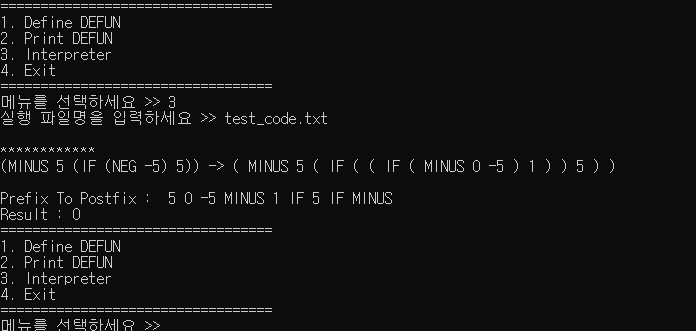 ==================================
1. Define DEFUN
2. Print DEFUN
3. Interpreter
4. Exit
==================================
메뉴를 선택하세요 >> 3
실행 파일명을 입력하세요 >> test_code.txt
************
(MINUS 5 (IF (NEG -5) 5)) -> ( MINUS 5 ( IF ( ( IF ( MINUS 0 -5 ) 1 ) ) 5 ) )
Prefix To Postfix :  5 0 -5 MINUS 1 IF 5 IF MINUS
Result : 0
==================================
1. Define DEFUN
2. Print DEFUN
3. Interpreter
4. Exit
==================================
메뉴를 선택하세요 >>